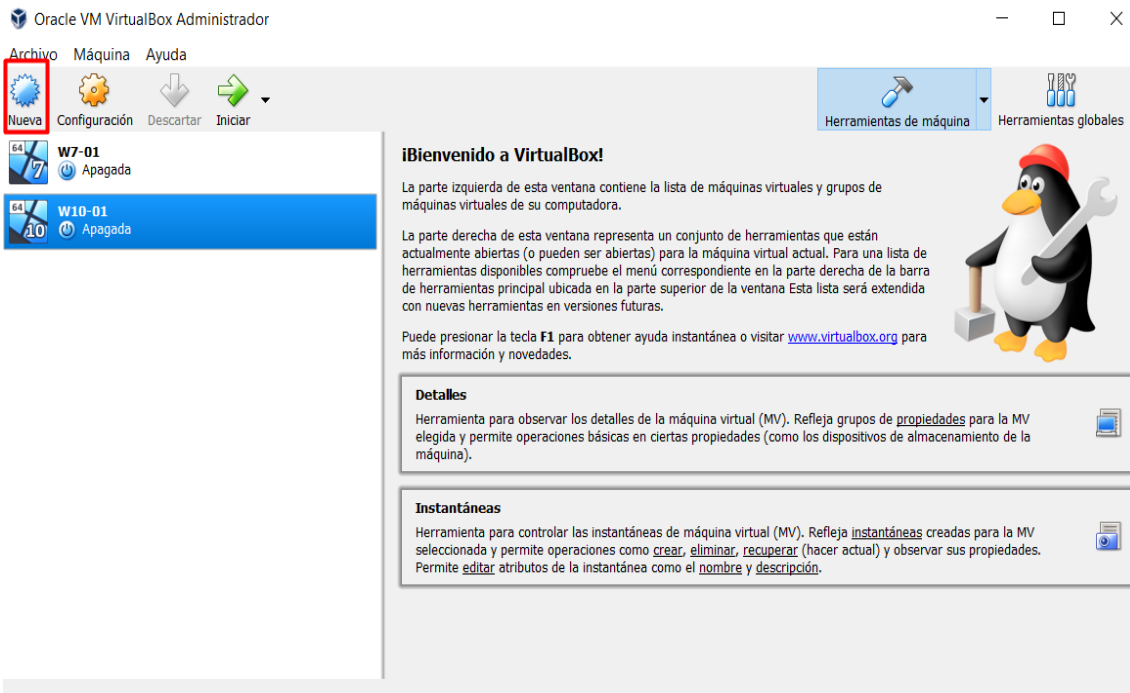 Oracle VM VirtualBox Administrador
Archivo Máquina Ayuda
Nueva Configuración Descartar Iniciar
Herramientas de máquina Herramientas globales
64 7 W7-01
Apagada
64 10 W10-01
Apagada
¡Bienvenido a VirtualBox!
La parte izquierda de esta ventana contiene la lista de máquinas virtuales y grupos de
máquinas virtuales de su computadora.
La parte derecha de esta ventana representa un conjunto de herramientas que están
actualmente abiertas (o pueden ser abiertas) para la máquina virtual actual. Para una lista de
herramientas disponibles compruebe el menú correspondiente en la parte derecha de la barra
de herramientas principal ubicada en la parte superior de la ventana Esta lista será extendida
con nuevas herramientas en versiones futuras.
Puede presionar la tecla F1 para obtener ayuda instantánea o visitar www.virtualbox.org para
más información y novedades.
Detalles
Herramienta para observar los detalles de la máquina virtual (MV). Refleja grupos de propiedades para la MV
elegida y permite operaciones básicas en ciertas propiedades (como los dispositivos de almacenamiento de la
máquina).
Instantáneas
Herramienta para controlar las instantáneas de máquina virtual (MV). Refleja instantáneas creadas para la MV
seleccionada y permite operaciones como crear, eliminar, recuperar (hacer actual) y observar sus propiedades.
Permite editar atributos de la instantánea como el nombre y descripción.